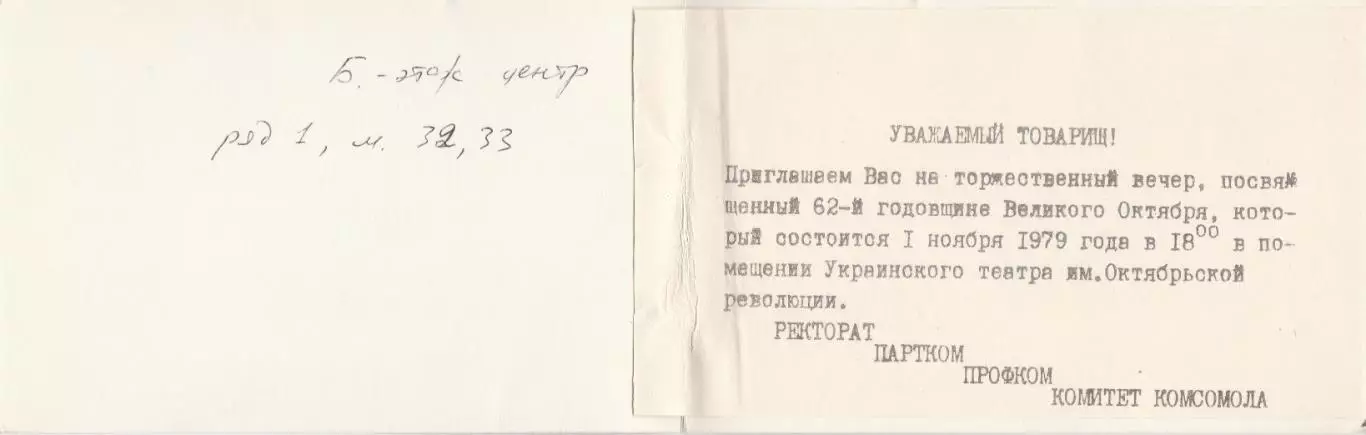 Б.-этаж центр
ряд 1, м. 32, 33
УВАЖАЕМЫЙ ТОВАРИЩ!
Приглашаем Вас на торжественный вечер, посвя-
щенный 62-й годовщине Великого Октября, кото-
рый состоится I ноября 1979 года в 18⁰⁰ в по-
мещении Украинского театра им.Октябрьской
революции.
РЕКТОРАТ
ПАРТКОМ
ПРОФКОМ
КОМИТЕТ КОМСОМОЛА